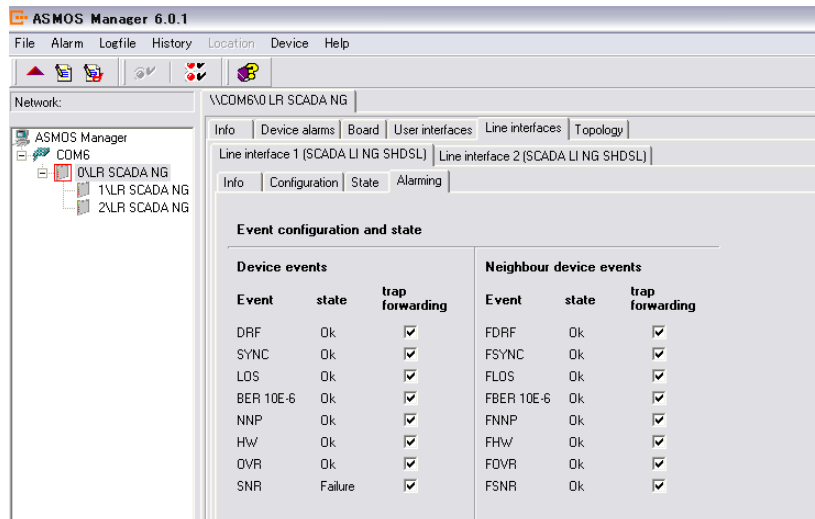 ASMOS Manager 6.0.1
File Alarm Logfile History Location Device Help
Network:
ASMOS Manager
COM6
0\LR SCADA NG
1\LR SCADA NG
2\LR SCADA NG
\\COM6\0 LR SCADA NG
Info Device alarms Board User interfaces Line interfaces Topology
Line interface 1 (SCADA LI NG SHDSL) Line interface 2 (SCADA LI NG SHDSL)
Info Configuration State Alarming
Event configuration and state
Device events Neighbour device events
Event state trap forwarding Event state trap forwarding
DRF Ok FDRF Ok
SYNC Ok FSYNC Ok
LOS Ok FLOS Ok
BER 10E-6 Ok FBER 10E-6 Ok
NNP Ok FNNP Ok
HW Ok FHW Ok
OVR Ok FOVR Ok
SNR Failure FSNR Ok